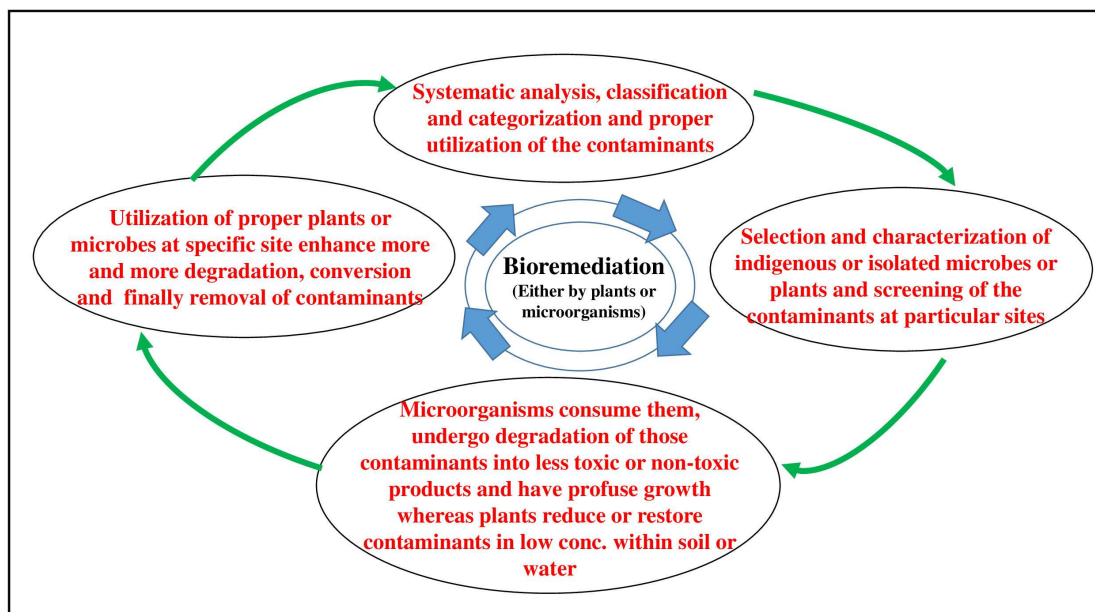 Systematic analysis, classification
and categorization and proper
utilization of the contaminants
Utilization of proper plants or
microbes at specific site enhance more
and more degradation, conversion
and finally removal of contaminants
Bioremediation
(Either by plants or
microorganisms)
Selection and characterization of
indigenous or isolated microbes or
plants and screening of the
contaminants at particular sites
Microorganisms consume them,
undergo degradation of those
contaminants into less toxic or non-toxic
products and have profuse growth
whereas plants reduce or restore
contaminants in low conc. within soil or
water